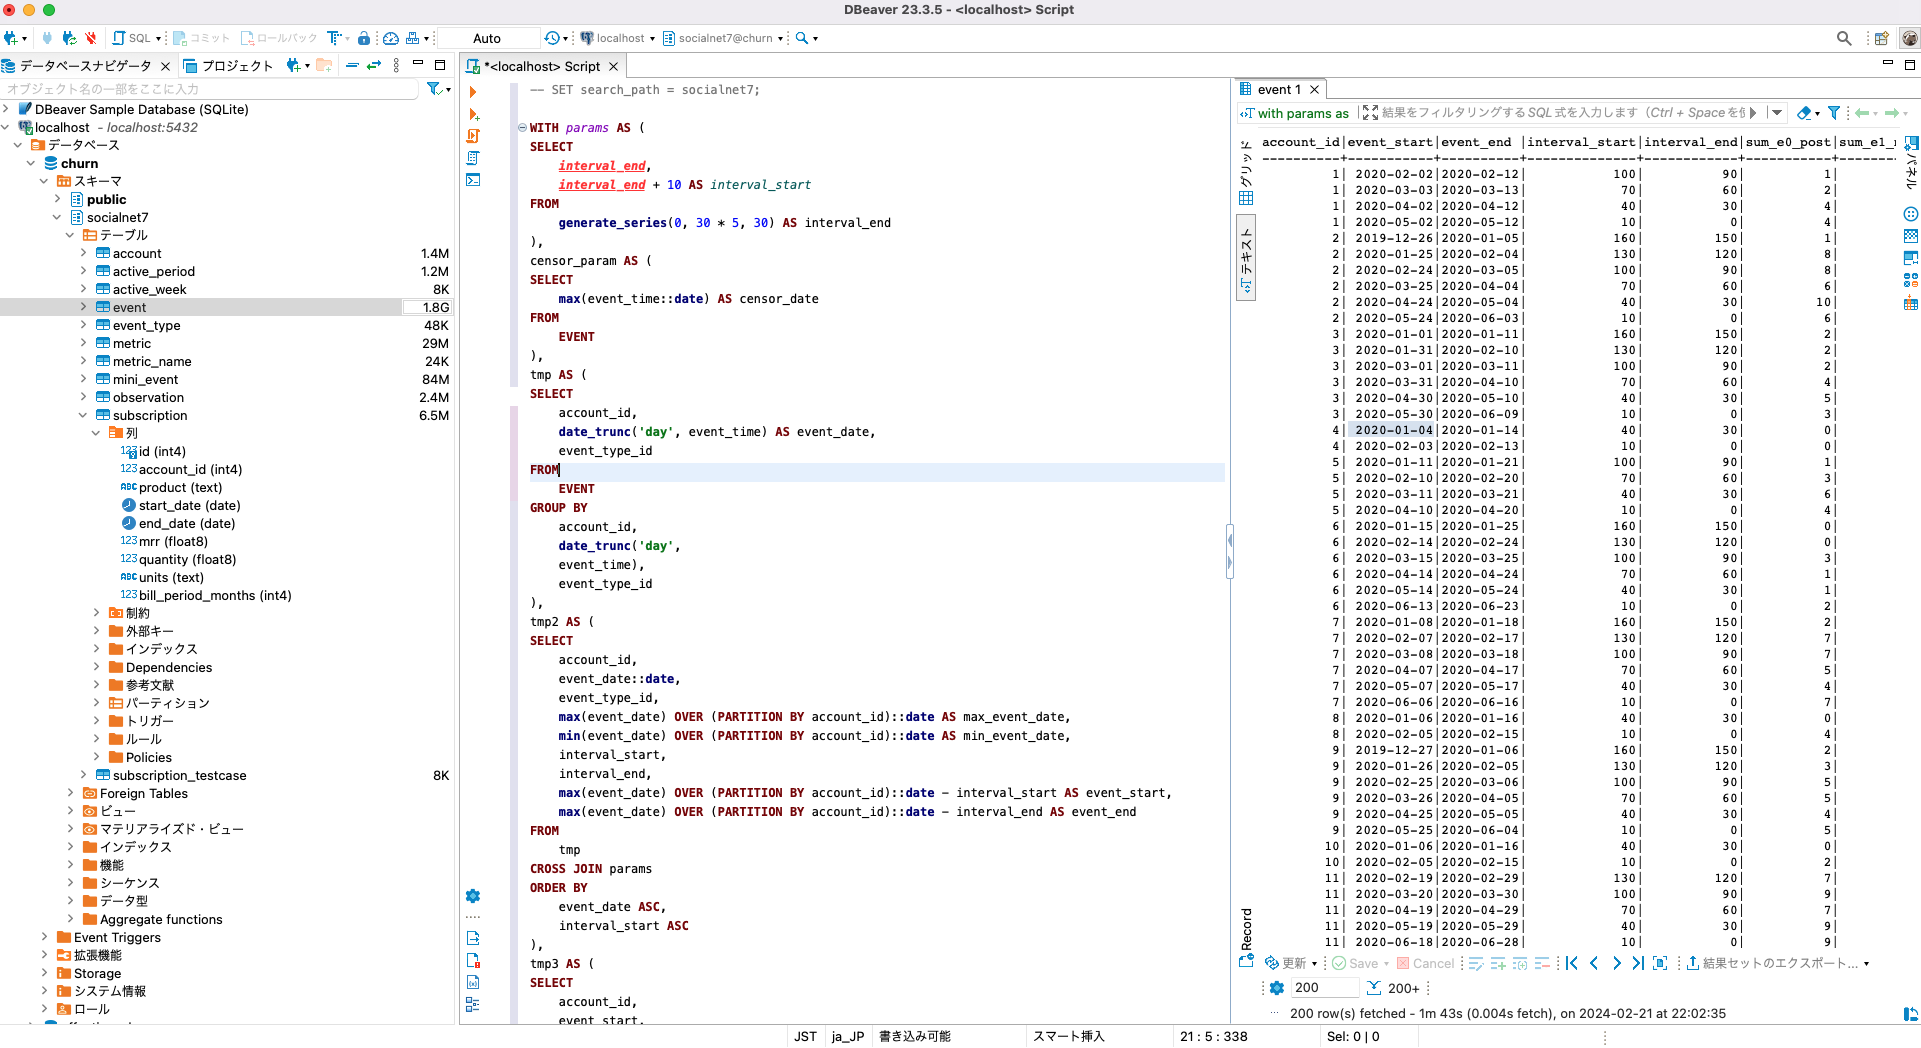 DBeaver 23.3.5 - <localhost> Script
SQL
コミット
ロールバック
Auto
localhost
socialnet7@churn
データベースナビゲータ
プロジェクト
オブジェクト名の一部をここに入力
DBeaver Sample Database (SQLite)
localhost - localhost:5432
データベース
churn
スキーマ
public
socialnet7
テーブル
account 1.4M
active_period 1.2M
active_week 8K
event 1.8G
event_type 48K
metric 29M
metric_name 24K
mini_event 84M
observation 2.4M
subscription 6.5M
列
id (int4)
account_id (int4)
product (text)
start_date (date)
end_date (date)
mrr (float8)
quantity (float8)
units (text)
bill_period_months (int4)
制約
外部キー
インデックス
Dependencies
参考文献
パーティション
トリガー
ルール
Policies
subscription_testcase 8K
Foreign Tables
ビュー
マテリアライズド・ビュー
インデックス
機能
シーケンス
データ型
Aggregate functions
Event Triggers
拡張機能
Storage
システム情報
ロール
*<localhost> Script
-- SET search_path = socialnet7;
WITH params AS (
SELECT
interval_end,
interval_end + 10 AS interval_start
FROM
generate_series(0, 30 * 5, 30) AS interval_end
),
censor_param AS (
SELECT
max(event_time::date) AS censor_date
FROM
EVENT
),
tmp AS (
SELECT
account_id,
date_trunc('day', event_time) AS event_date,
event_type_id
FROM
EVENT
GROUP BY
account_id,
date_trunc('day',
event_time),
event_type_id
),
tmp2 AS (
SELECT
account_id,
event_date::date,
event_type_id,
max(event_date) OVER (PARTITION BY account_id)::date AS max_event_date,
min(event_date) OVER (PARTITION BY account_id)::date AS min_event_date,
interval_start,
interval_end,
max(event_date) OVER (PARTITION BY account_id)::date - interval_start AS event_start,
max(event_date) OVER (PARTITION BY account_id)::date - interval_end AS event_end
FROM
tmp
CROSS JOIN params
ORDER BY
event_date ASC,
interval_start ASC
),
tmp3 AS (
SELECT
account_id,
event_start,
event 1
with params as
結果をフィルタリングするSQL式を入力します (Ctrl + Spaceを使
グリッド
テキスト
Record
パネル
account_id|event_start|event_end |interval_start|interval_end|sum_e0_post|sum_e1_
----------+-----------+----------+--------------+------------+-----------+-------
1| 2020-02-02|2020-02-12| 100| 90| 1|
1| 2020-03-03|2020-03-13| 70| 60| 2|
1| 2020-04-02|2020-04-12| 40| 30| 4|
1| 2020-05-02|2020-05-12| 10| 0| 4|
2| 2019-12-26|2020-01-05| 160| 150| 1|
2| 2020-01-25|2020-02-04| 130| 120| 8|
2| 2020-02-24|2020-03-05| 100| 90| 8|
2| 2020-03-25|2020-04-04| 70| 60| 6|
2| 2020-04-24|2020-05-04| 40| 30| 10|
2| 2020-05-24|2020-06-03| 10| 0| 6|
3| 2020-01-01|2020-01-11| 160| 150| 2|
3| 2020-01-31|2020-02-10| 130| 120| 2|
3| 2020-03-01|2020-03-11| 100| 90| 2|
3| 2020-03-31|2020-04-10| 70| 60| 4|
3| 2020-04-30|2020-05-10| 40| 30| 5|
3| 2020-05-30|2020-06-09| 10| 0| 3|
4| 2020-01-04|2020-01-14| 40| 30| 0|
4| 2020-02-03|2020-02-13| 10| 0| 0|
5| 2020-01-11|2020-01-21| 100| 90| 1|
5| 2020-02-10|2020-02-20| 70| 60| 3|
5| 2020-03-11|2020-03-21| 40| 30| 6|
5| 2020-04-10|2020-04-20| 10| 0| 4|
6| 2020-01-15|2020-01-25| 160| 150| 0|
6| 2020-02-14|2020-02-24| 130| 120| 0|
6| 2020-03-15|2020-03-25| 100| 90| 3|
6| 2020-04-14|2020-04-24| 70| 60| 1|
6| 2020-05-14|2020-05-24| 40| 30| 1|
6| 2020-06-13|2020-06-23| 10| 0| 2|
7| 2020-01-08|2020-01-18| 160| 150| 2|
7| 2020-02-07|2020-02-17| 130| 120| 7|
7| 2020-03-08|2020-03-18| 100| 90| 7|
7| 2020-04-07|2020-04-17| 70| 60| 5|
7| 2020-05-07|2020-05-17| 40| 30| 4|
7| 2020-06-06|2020-06-16| 10| 0| 7|
8| 2020-01-06|2020-01-16| 40| 30| 0|
8| 2020-02-05|2020-02-15| 10| 0| 4|
9| 2019-12-27|2020-01-06| 160| 150| 2|
9| 2020-01-26|2020-02-05| 130| 120| 3|
9| 2020-02-25|2020-03-06| 100| 90| 5|
9| 2020-03-26|2020-04-05| 70| 60| 5|
9| 2020-04-25|2020-05-05| 40| 30| 4|
9| 2020-05-25|2020-06-04| 10| 0| 5|
10| 2020-01-06|2020-01-16| 40| 30| 0|
10| 2020-02-05|2020-02-15| 10| 0| 2|
11| 2020-02-19|2020-02-29| 130| 120| 7|
11| 2020-03-20|2020-03-30| 100| 90| 9|
11| 2020-04-19|2020-04-29| 70| 60| 7|
11| 2020-05-19|2020-05-29| 40| 30| 9|
11| 2020-06-18|2020-06-28| 10| 0| 9|
更新 Save Cancel 結果セットのエクスポート...
200 200+
200 row(s) fetched - 1m 43s (0.004s fetch), on 2024-02-21 at 22:02:35
JST ja_JP 書き込み可能 スマート挿入 21 : 5 : 338 Sel: 0 | 0